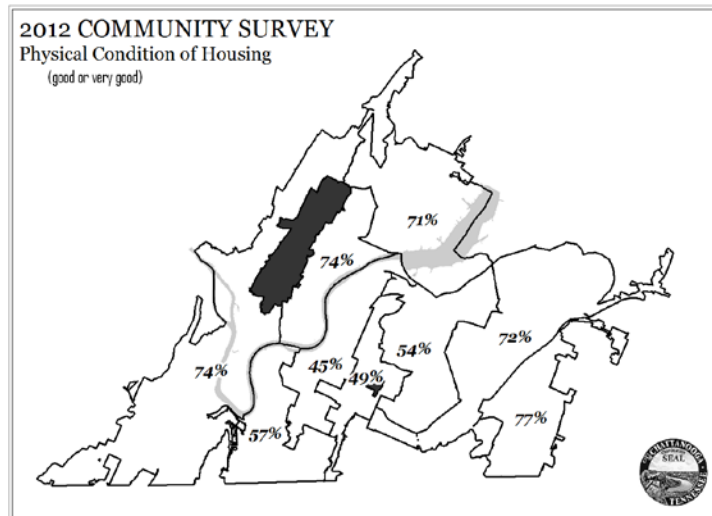 2012 COMMUNITY SURVEY
Physical Condition of Housing
(good or very good)
71%
74%
72%
54%
45%
49%
74%
77%
57%
CHATTANOOGA
SEAL
TENNESSEE